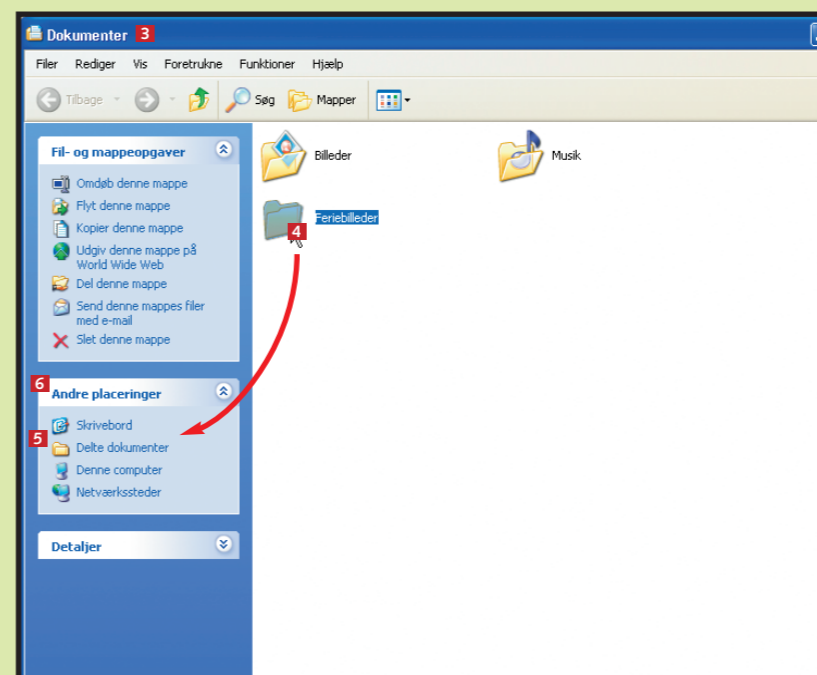 Dokumenter 3
Filer Rediger Vis Foretrukne Funktioner Hjælp
Tilbage Søg Mapper
Fil- og mappeopgaver
Omdøb denne mappe
Flyt denne mappe
Kopier denne mappe
Udgiv denne mappe på
World Wide Web
Del denne mappe
Send denne mappes filer
med e-mail
Slet denne mappe
6 Andre placeringer
Skrivebord
5 Delte dokumenter
Denne computer
Netværkssteder
Detaljer
Billeder Musik
Feriebilleder
4